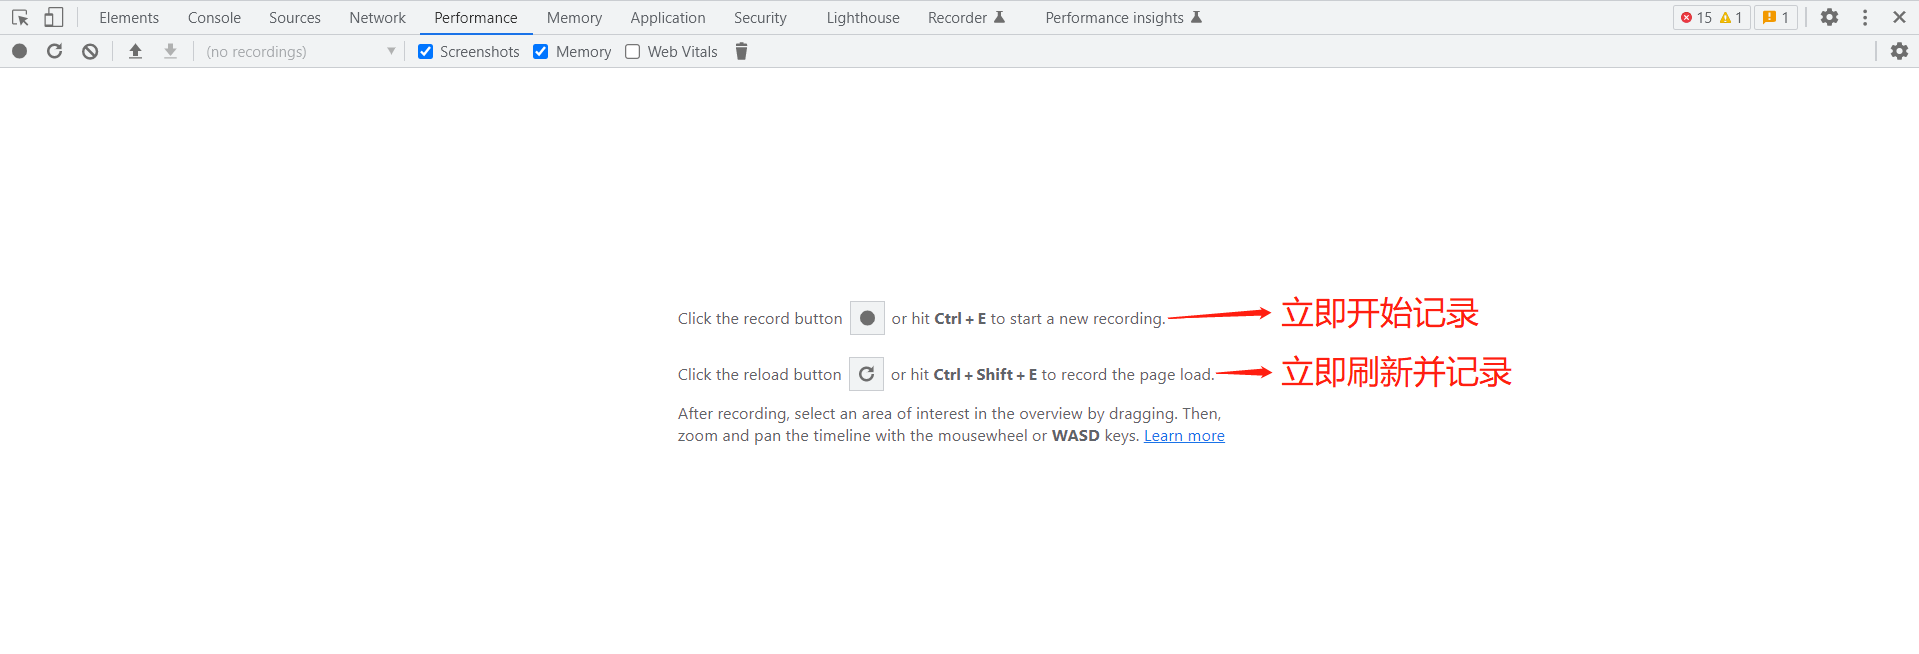 Elements Console Sources Network Performance Memory Application Security Lighthouse Recorder Performance insights 15 1 1
(no recordings) Screenshots Memory Web Vitals
Click the record button or hit Ctrl + E to start a new recording. 立即开始记录
Click the reload button or hit Ctrl + Shift + E to record the page load. 立即刷新并记录
After recording, select an area of interest in the overview by dragging. Then,
zoom and pan the timeline with the mousewheel or WASD keys. Learn more